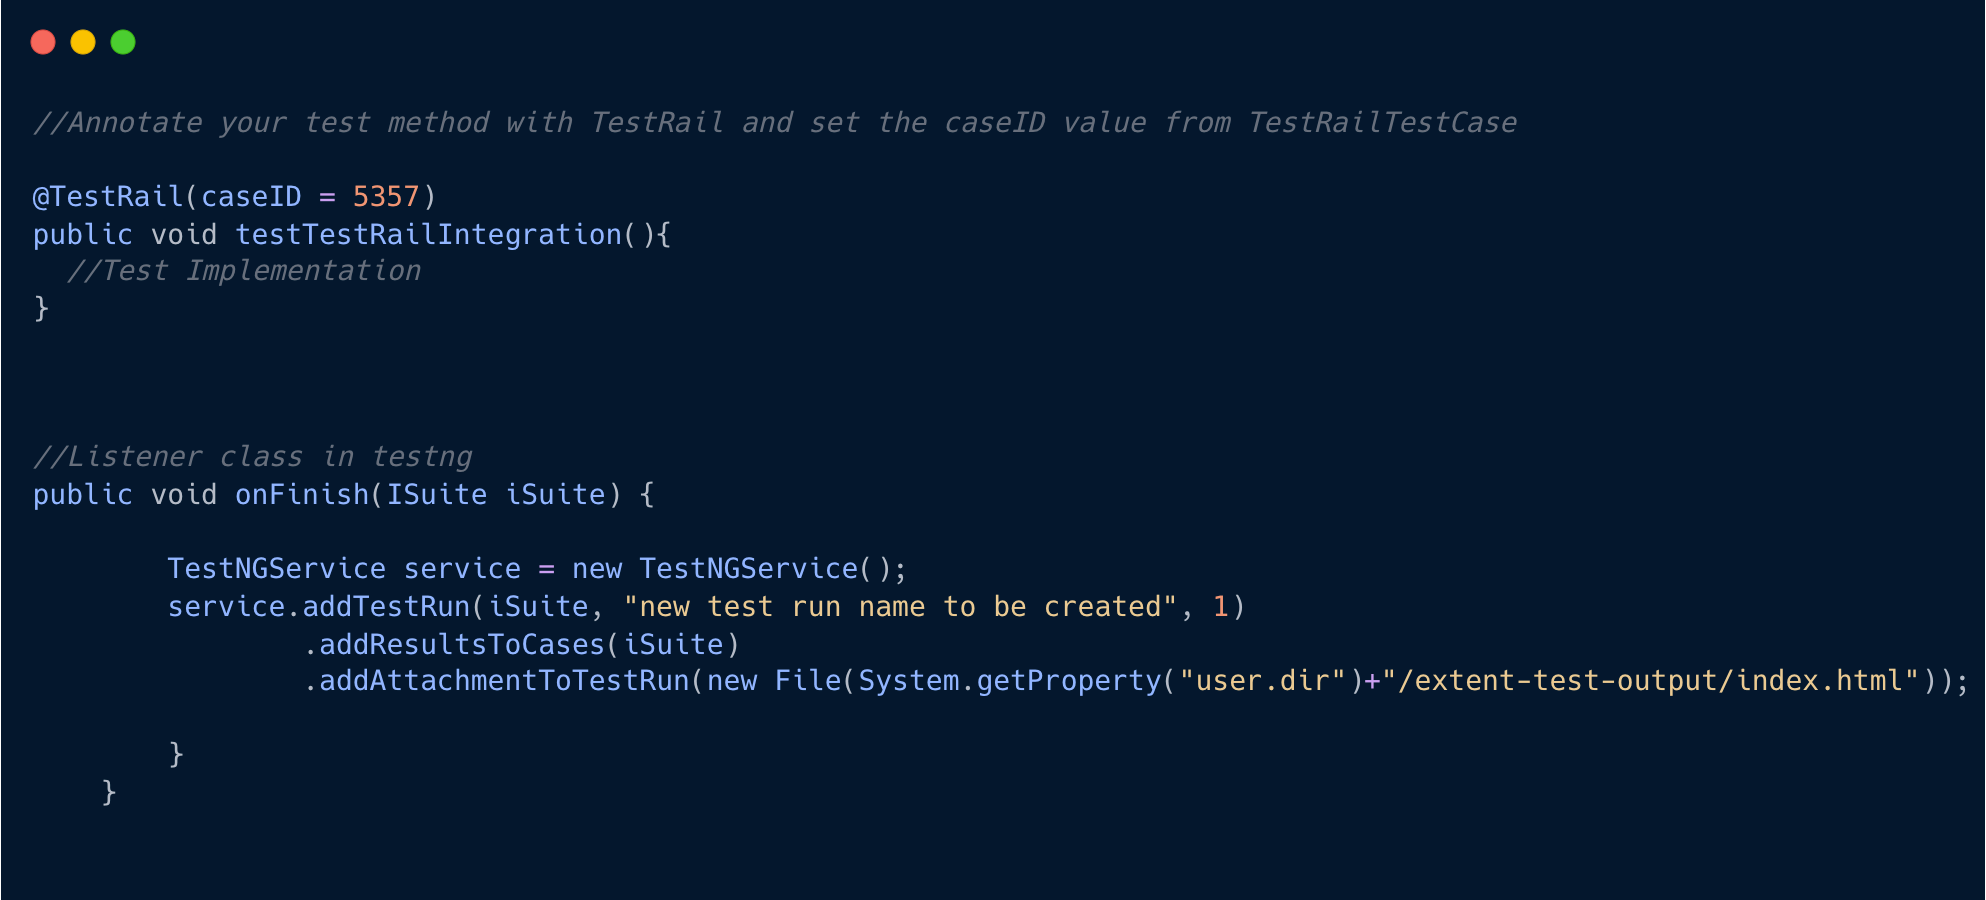 //Annotate your test method with TestRail and set the caseID value from TestRailTestCase
@TestRail(caseID = 5357)
public void testTestRailIntegration(){
//Test Implementation
}
//Listener class in testng
public void onFinish(ISuite iSuite) {
TestNGService service = new TestNGService();
service.addTestRun(iSuite, "new test run name to be created", 1)
.addResultsToCases(iSuite)
.addAttachmentToTestRun(new File(System.getProperty("user.dir")+"/extent-test-output/index.html"));
}
}